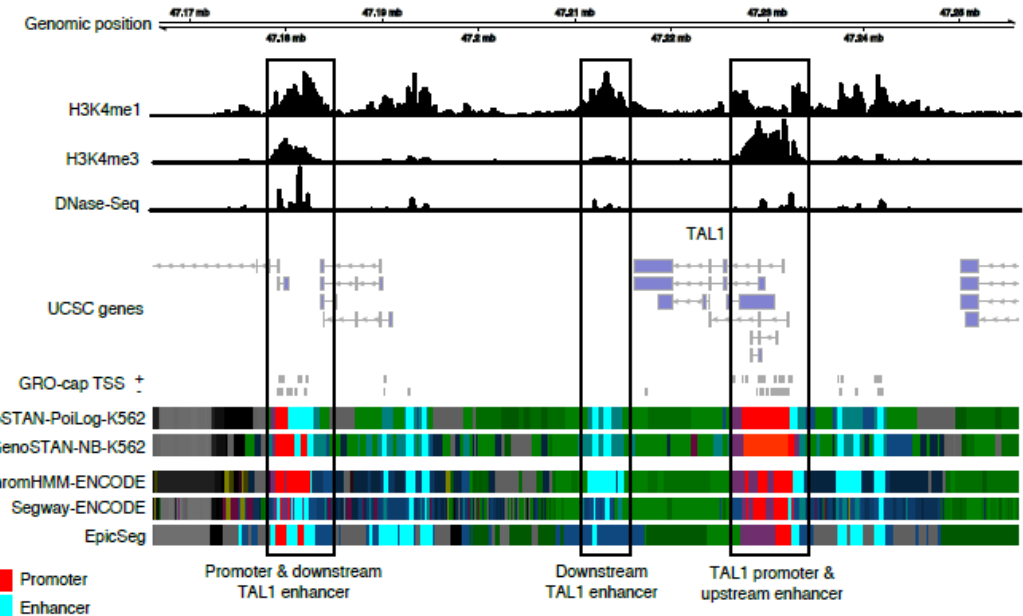 47.17 mb 47.19 mb 47.21 mb 47.23 mb 47.25 mb
Genomic position
47.18 mb 47.2 mb 47.22 mb 47.24 mb
H3K4me1
H3K4me3
DNase-Seq
TAL1
UCSC genes
GRO-cap TSS +
-
oSTAN-PoiLog-K562
GenoSTAN-NB-K562
hromHMM-ENCODE
Segway-ENCODE
EpicSeg
Promoter & downstream
TAL1 enhancer
Downstream
TAL1 enhancer
TAL1 promoter &
upstream enhancer
Promoter
Enhancer